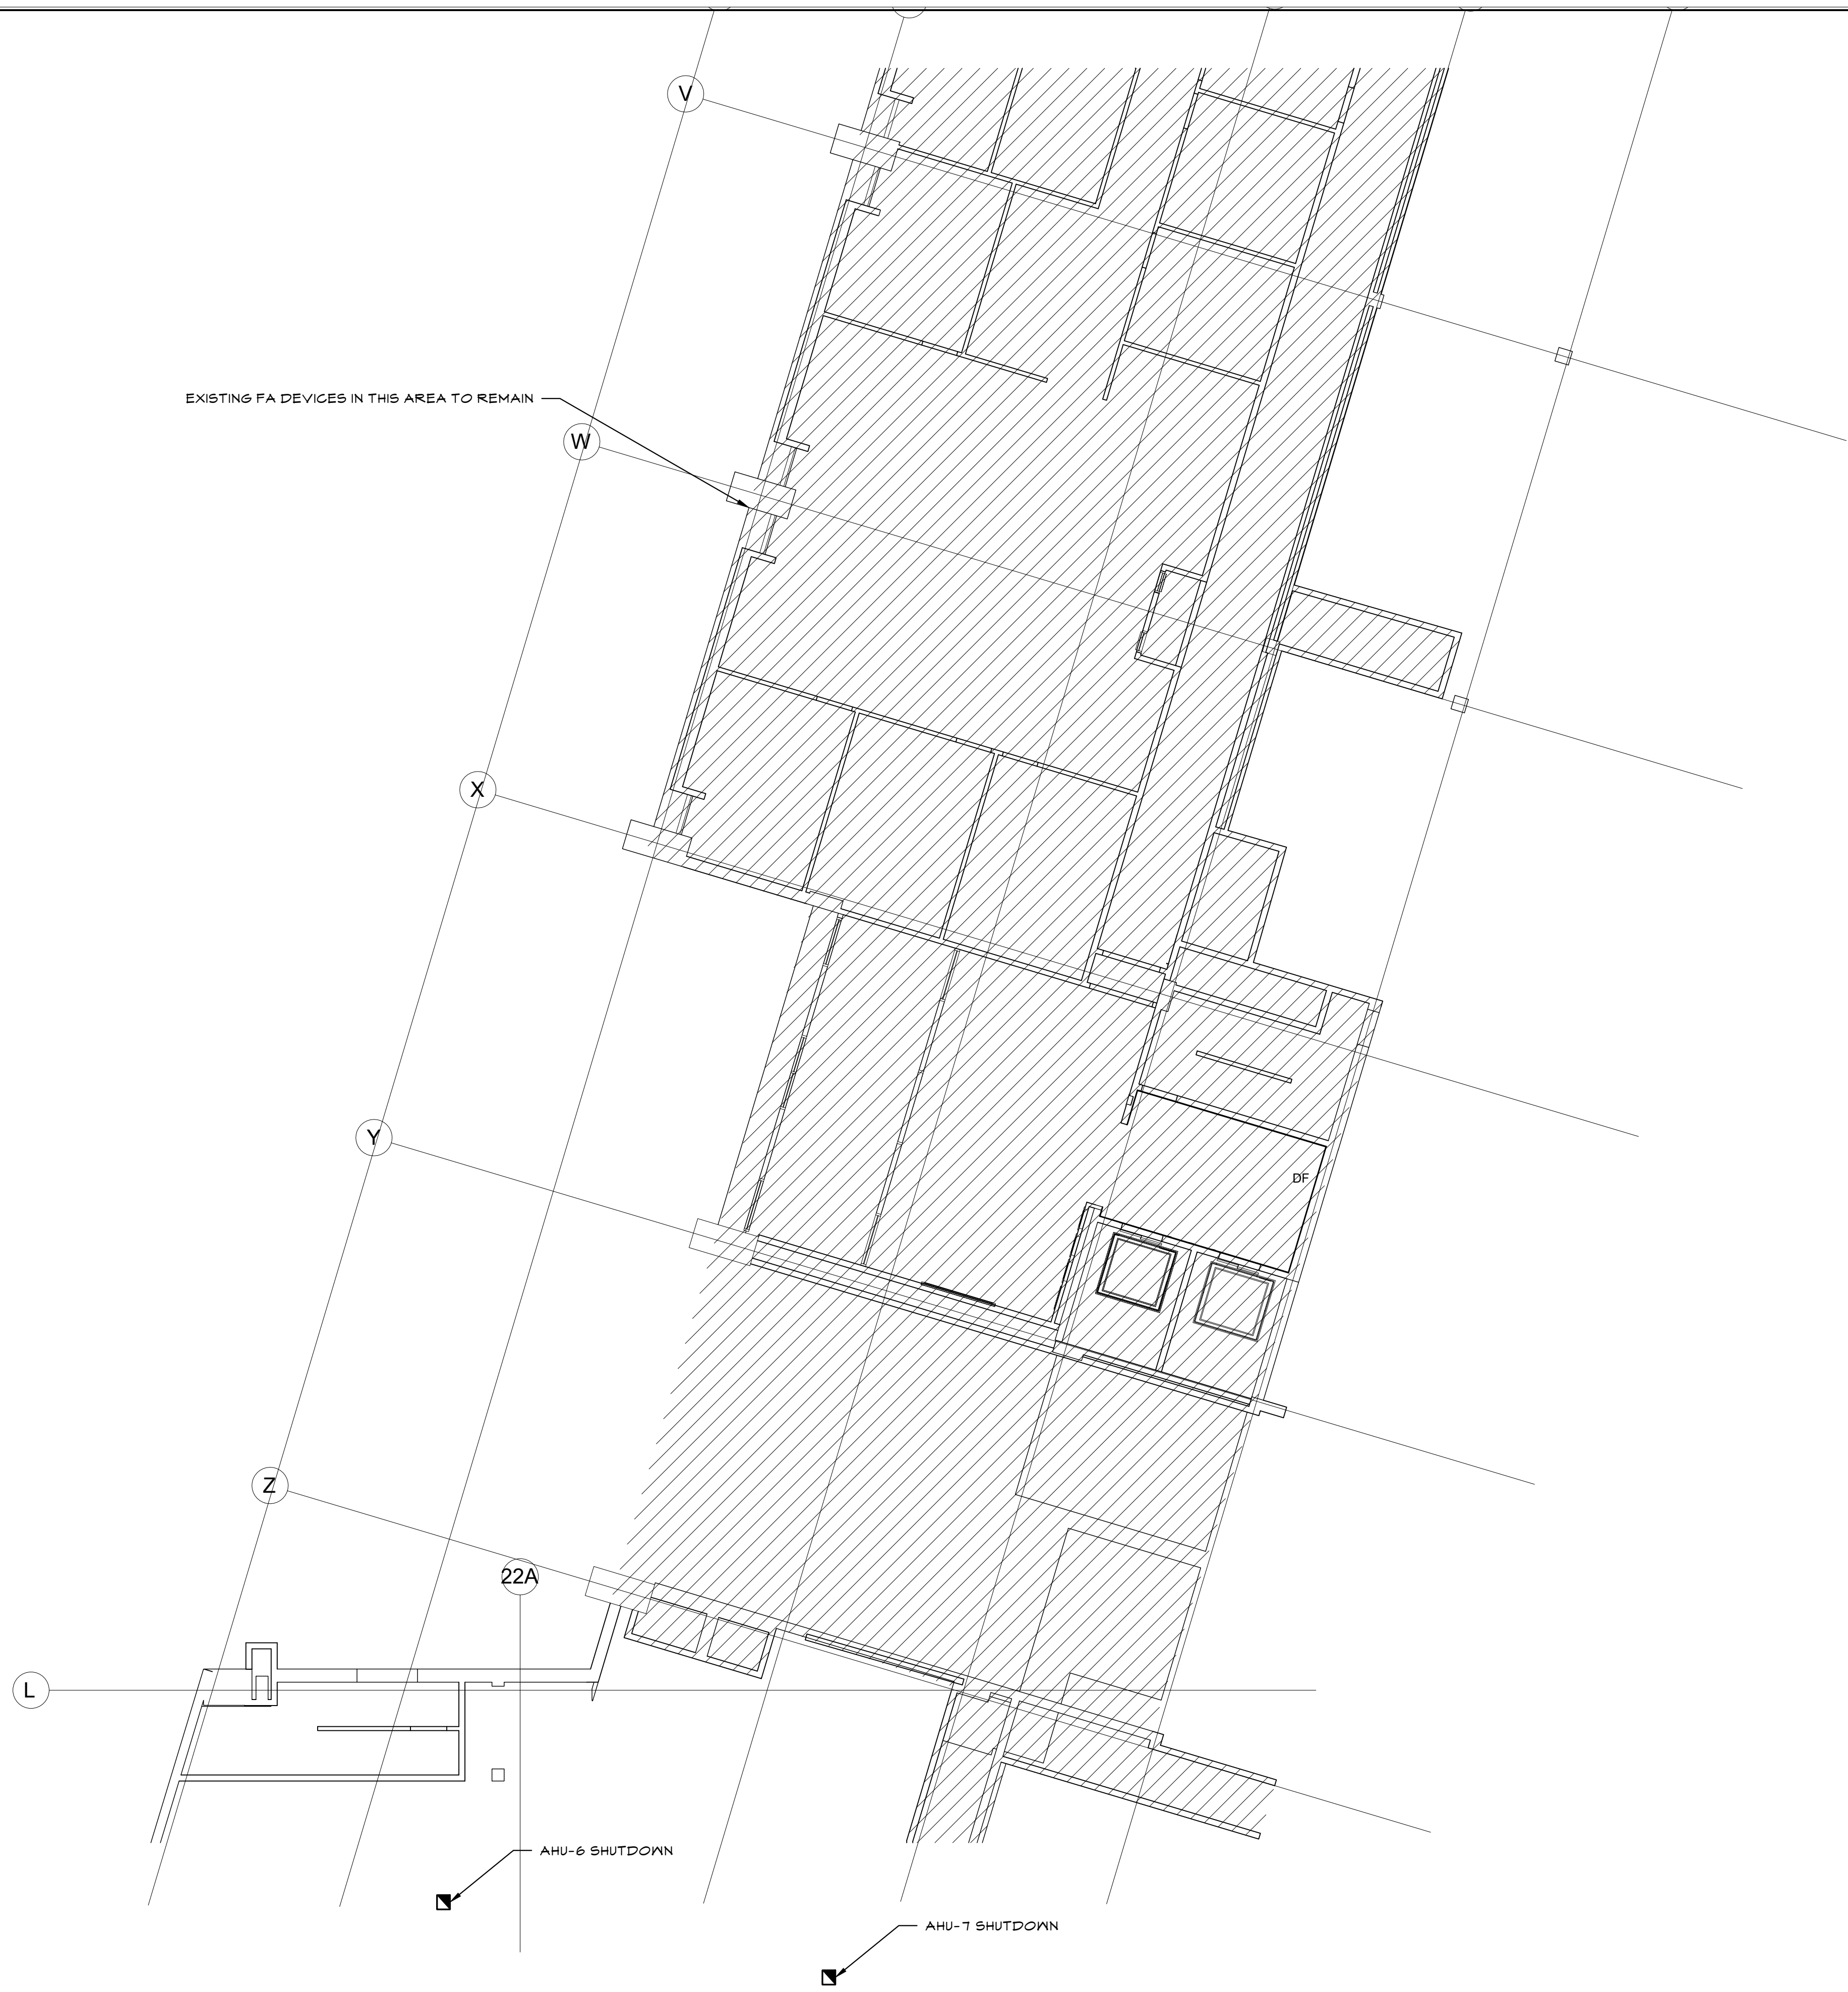 V
EXISTING FA DEVICES IN THIS AREA TO REMAIN
W
X
Y
DF
Z
22A
L
AHU-6 SHUTDOWN
AHU-7 SHUTDOWN